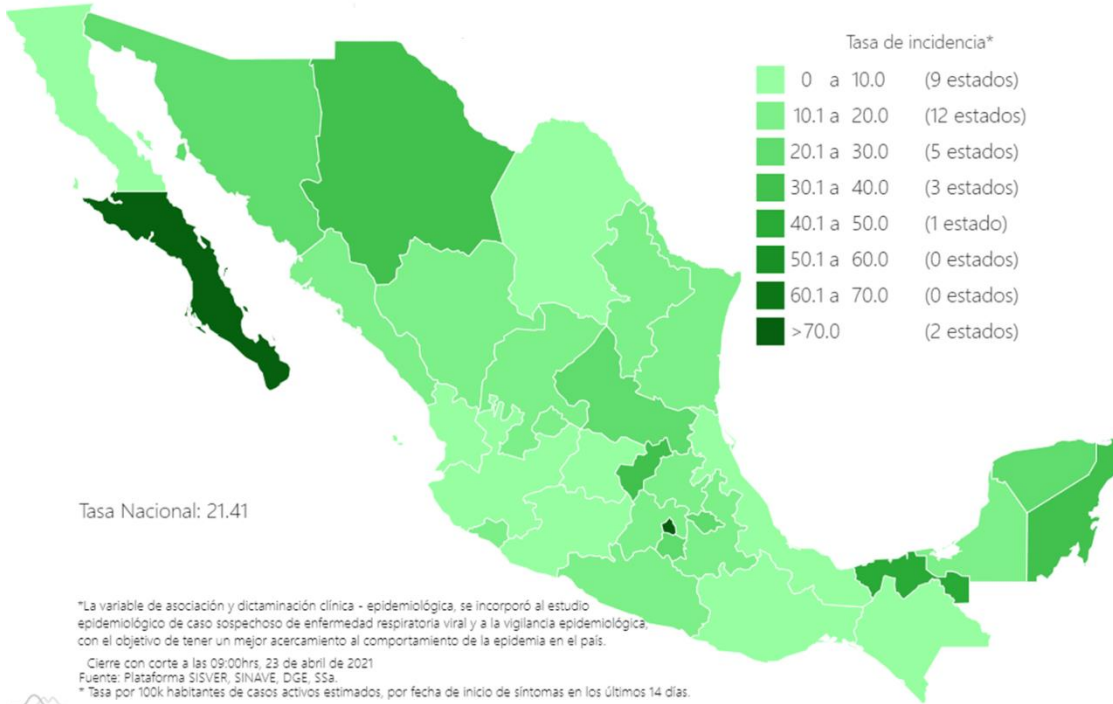 Tasa de incidencia*
0 a 10.0 (9 estados)
10.1 a 20.0 (12 estados)
20.1 a 30.0 (5 estados)
30.1 a 40.0 (3 estados)
40.1 a 50.0 (1 estado)
50.1 a 60.0 (0 estados)
60.1 a 70.0 (0 estados)
>70.0 (2 estados)
Tasa Nacional: 21.41
*La variable de asociación y dictaminación clínica - epidemiológica, se incorporó al estudio
epidemiológico de caso sospechoso de enfermedad respiratoria viral y a la vigilancia epidemiológica,
con el objetivo de tener un mejor acercamiento al comportamiento de la epidemia en el país.
Cierre con corte a las 09:00hrs, 23 de abril de 2021
Fuente: Plataforma SISVER, SINAVE, DGE, SSa.
* Tasa por 100k habitantes de casos activos estimados, por fecha de inicio de síntomas en los últimos 14 días.